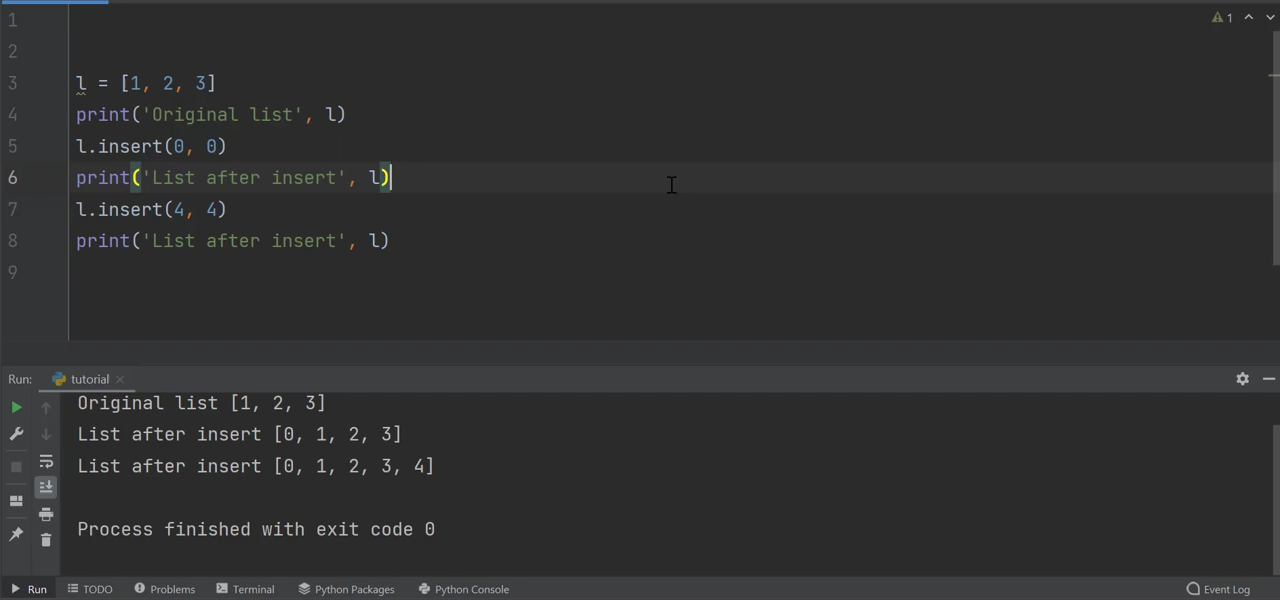 1
2
3 l = [1, 2, 3]
4 print('Original list', l)
5 l.insert(0, 0)
6 print('List after insert', l)
7 l.insert(4, 4)
8 print('List after insert', l)
9
1
Run: tutorial
Original list [1, 2, 3]
List after insert [0, 1, 2, 3]
List after insert [0, 1, 2, 3, 4]
Process finished with exit code 0
Run TODO Problems Terminal Python Packages Python Console Event Log